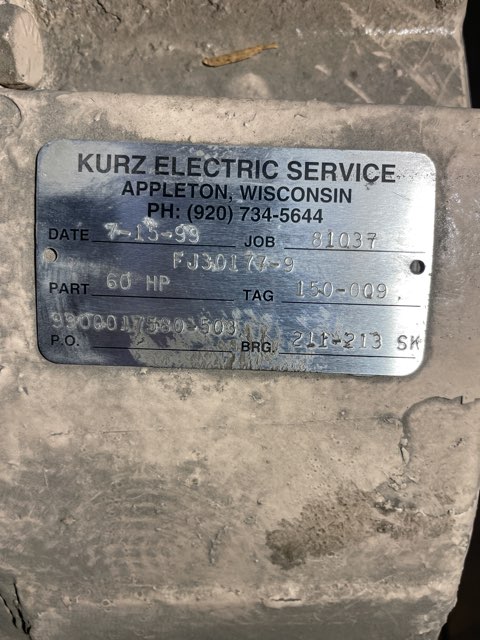 KURZ ELECTRIC SERVICE
APPLETON, WISCONSIN
PH: (920) 734-5644
DATE 7-15-99 JOB 81037
FJ30177-9
PART 60 HP TAG 150-009
P.O. BRG. 211-213 SK